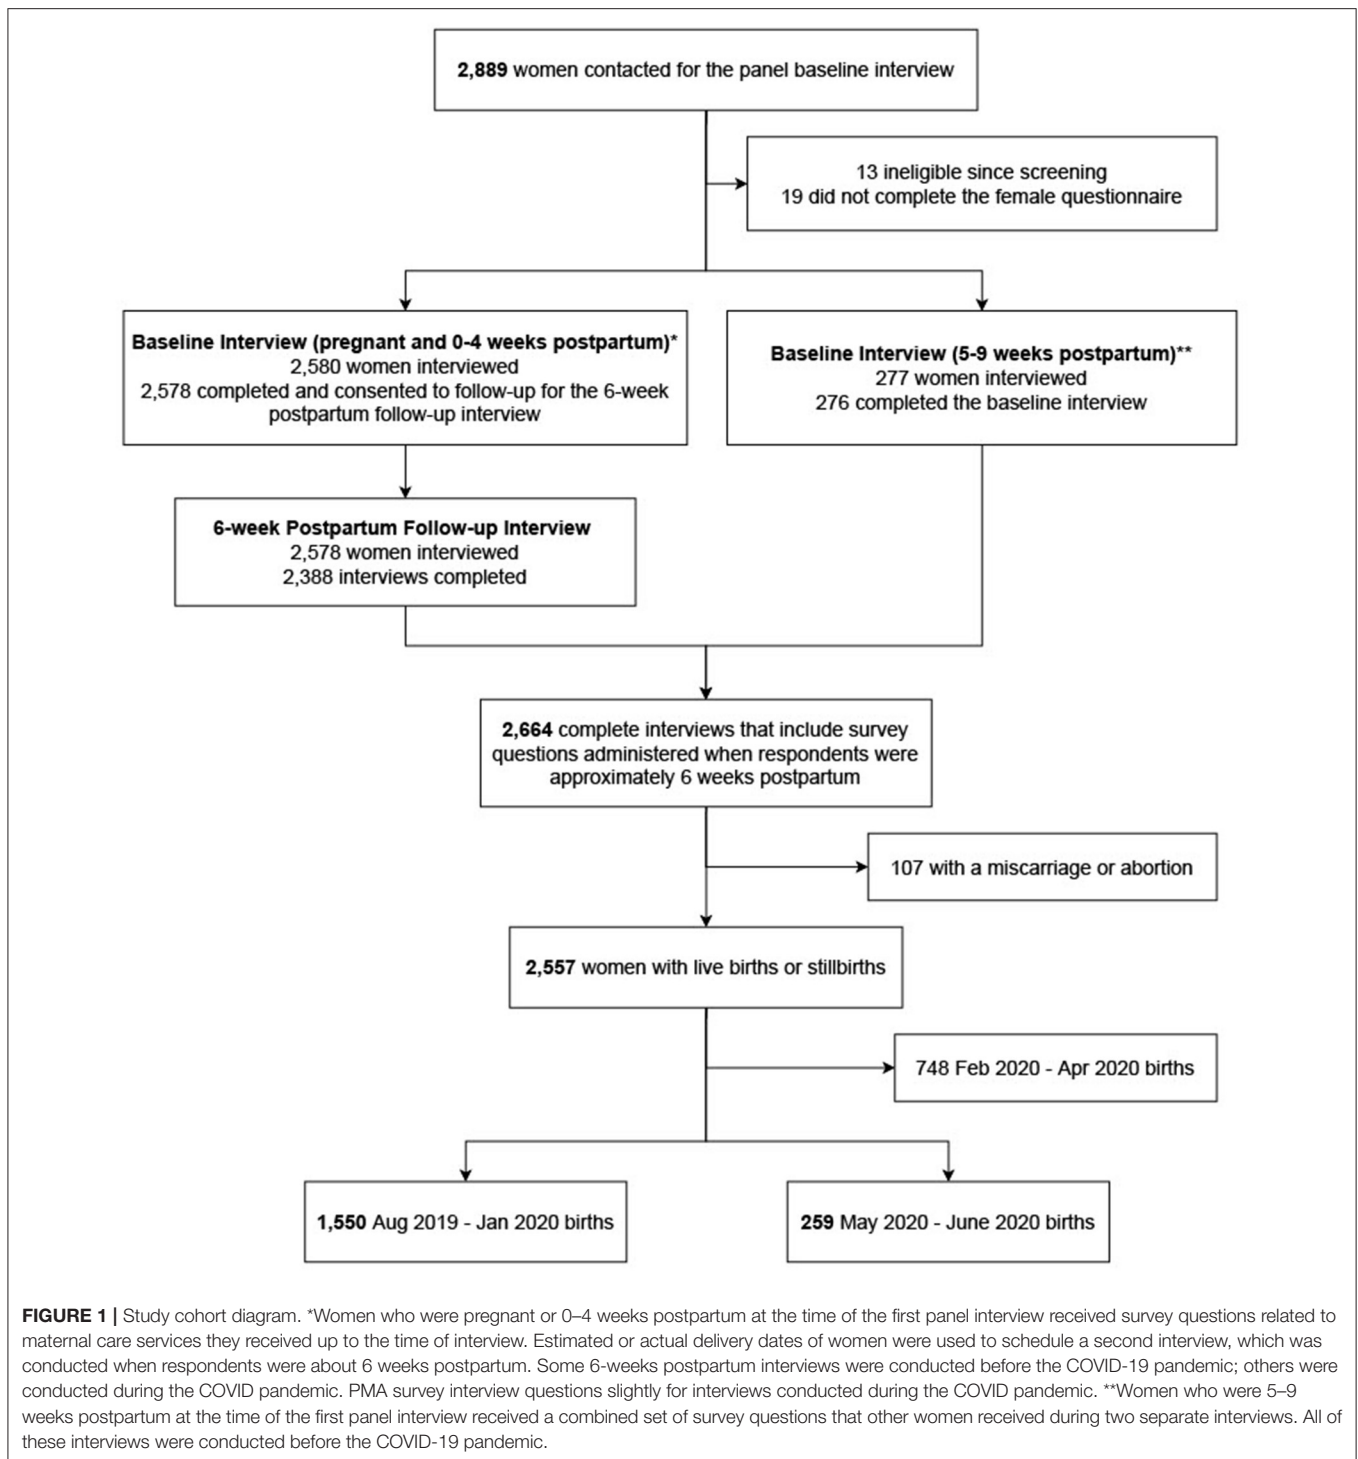 2,889 women contacted for the panel baseline interview
13 ineligible since screening
19 did not complete the female questionnaire
Baseline Interview (pregnant and 0-4 weeks postpartum)*
2,580 women interviewed
2,578 completed and consented to follow-up for the 6-week
postpartum follow-up interview
Baseline Interview (5-9 weeks postpartum)**
277 women interviewed
276 completed the baseline interview
6-week Postpartum Follow-up Interview
2,578 women interviewed
2,388 interviews completed
2,664 complete interviews that include survey
questions administered when respondents were
approximately 6 weeks postpartum
107 with a miscarriage or abortion
2,557 women with live births or stillbirths
748 Feb 2020 - Apr 2020 births
1,550 Aug 2019 - Jan 2020 births
259 May 2020 - June 2020 births
FIGURE 1 | Study cohort diagram. *Women who were pregnant or 0–4 weeks postpartum at the time of the first panel interview received survey questions related to
maternal care services they received up to the time of interview. Estimated or actual delivery dates of women were used to schedule a second interview, which was
conducted when respondents were about 6 weeks postpartum. Some 6-weeks postpartum interviews were conducted before the COVID-19 pandemic; others were
conducted during the COVID pandemic. PMA survey interview questions slightly for interviews conducted during the COVID pandemic. **Women who were 5–9
weeks postpartum at the time of the first panel interview received a combined set of survey questions that other women received during two separate interviews. All of
these interviews were conducted before the COVID-19 pandemic.